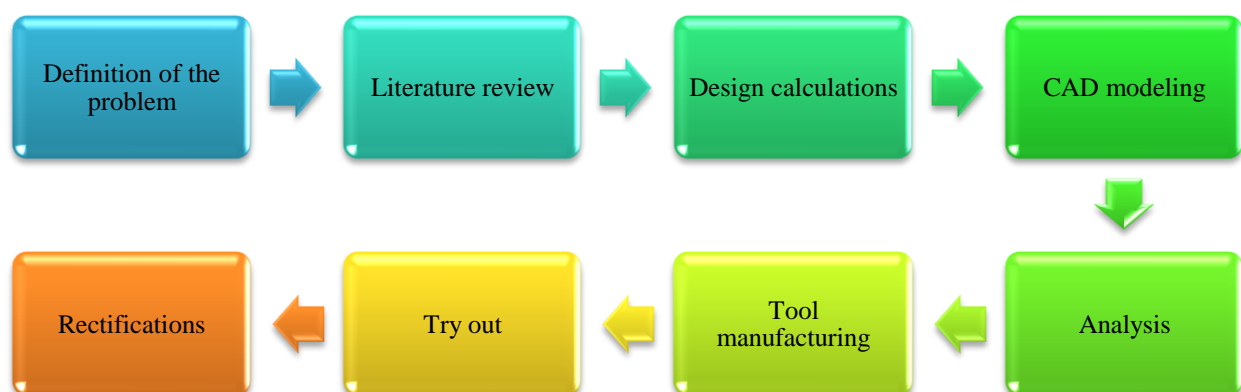 Definition of the
problem
Literature review
Design calculations
CAD modeling
Analysis
Tool
manufacturing
Try out
Rectifications